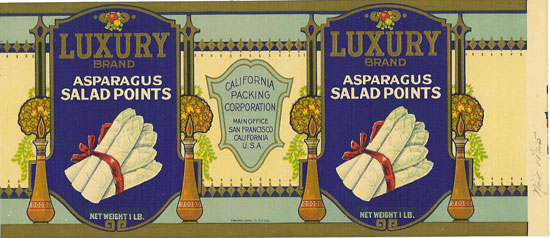 LUXURY
BRAND
ASPARAGUS
SALAD POINTS
NET WEIGHT 1 LB.
CALIFORNIA
PACKING
CORPORATION
MAIN OFFICE
SAN FRANCISCO
CALIFORNIA
U.S.A.
LUXURY
BRAND
ASPARAGUS
SALAD POINTS
NET WEIGHT 1 LB.